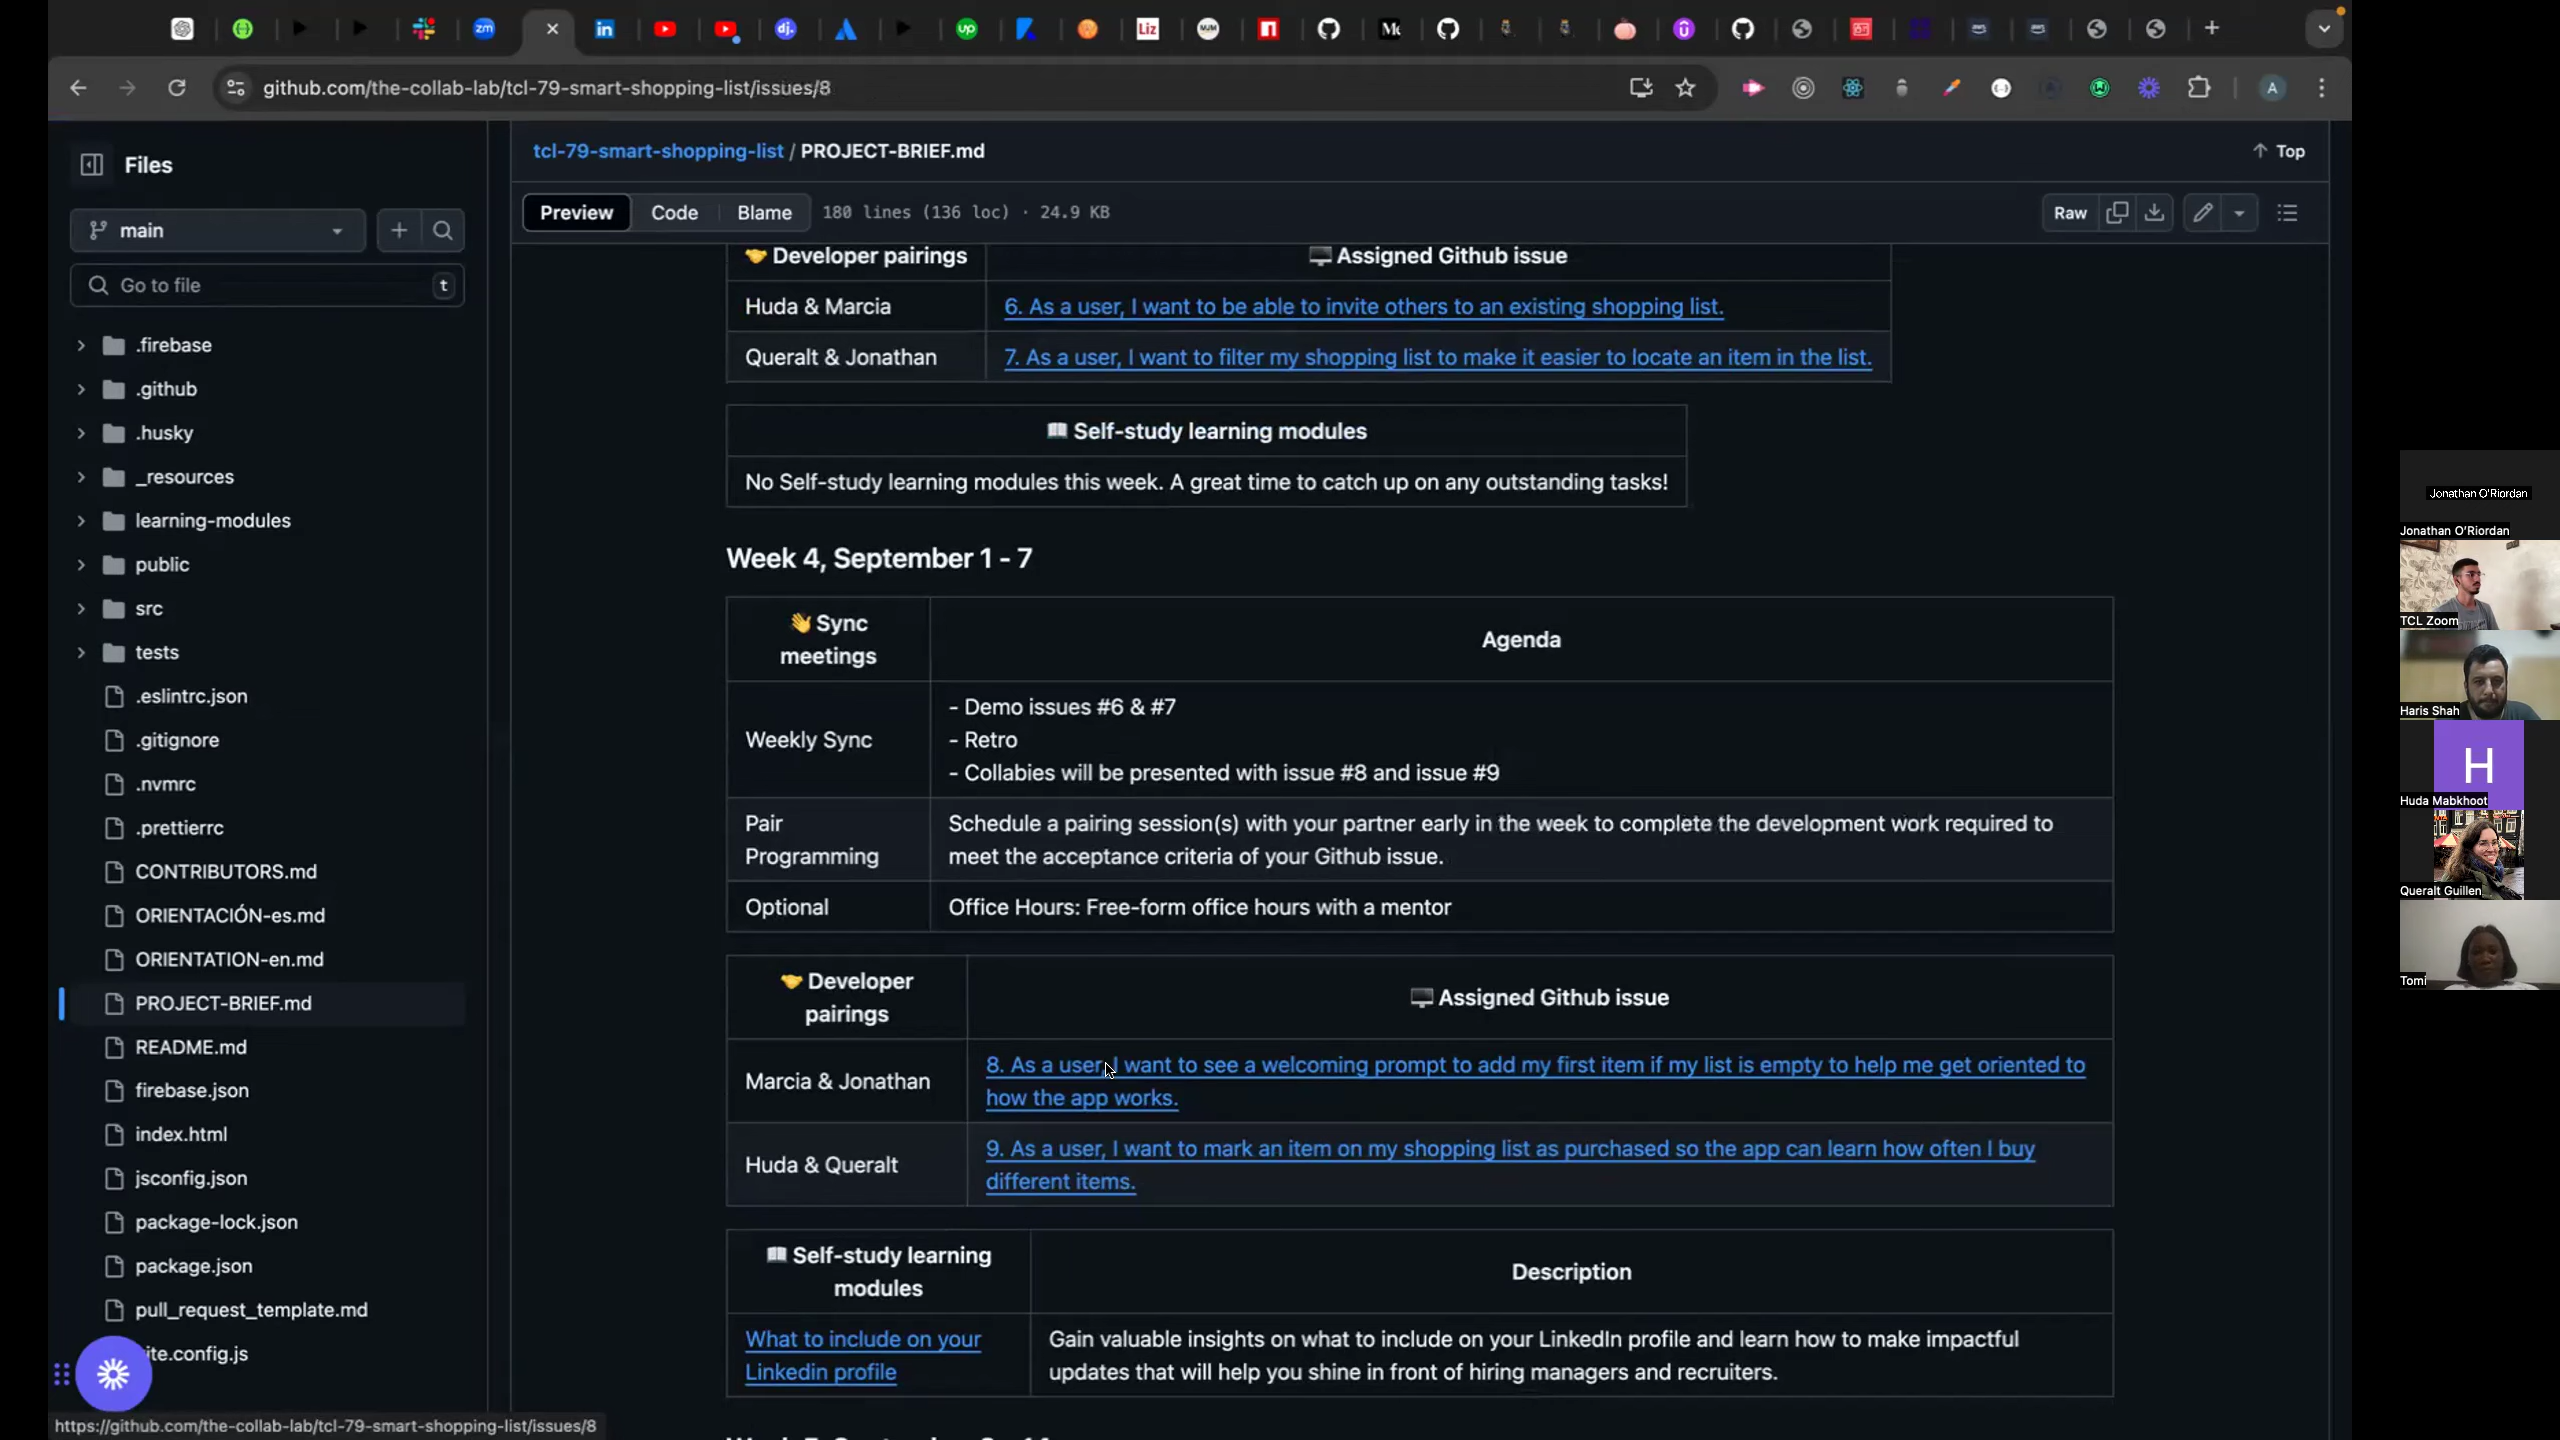 zm
in
dj.
up
Liz
github.com/the-collab-lab/tcl-79-smart-shopping-list/issues/8
A
Files
tcl-79-smart-shopping-list / PROJECT-BRIEF.md
Top
main
Preview
Code
Blame
180 lines (136 loc) · 24.9 KB
Raw
Go to file
t
.firebase
.github
.husky
_resources
learning-modules
public
src
tests
.eslintrc.json
.gitignore
.nvmrc
.prettierrc
CONTRIBUTORS.md
ORIENTACIÓN-es.md
ORIENTATION-en.md
PROJECT-BRIEF.md
README.md
firebase.json
index.html
jsconfig.json
package-lock.json
package.json
pull_request_template.md
ite.config.js
Developer pairings
Assigned Github issue
Huda & Marcia
6. As a user, I want to be able to invite others to an existing shopping list.
Queralt & Jonathan
7. As a user, I want to filter my shopping list to make it easier to locate an item in the list.
Self-study learning modules
No Self-study learning modules this week. A great time to catch up on any outstanding tasks!
Week 4, September 1 - 7
Sync
meetings
Agenda
Weekly Sync
- Demo issues #6 & #7
- Retro
- Collabies will be presented with issue #8 and issue #9
Pair
Programming
Schedule a pairing session(s) with your partner early in the week to complete the development work required to
meet the acceptance criteria of your Github issue.
Optional
Office Hours: Free-form office hours with a mentor
Developer
pairings
Assigned Github issue
Marcia & Jonathan
8. As a user, I want to see a welcoming prompt to add my first item if my list is empty to help me get oriented to
how the app works.
Huda & Queralt
9. As a user, I want to mark an item on my shopping list as purchased so the app can learn how often I buy
different items.
Self-study learning
modules
Description
What to include on your
Linkedin profile
Gain valuable insights on what to include on your LinkedIn profile and learn how to make impactful
updates that will help you shine in front of hiring managers and recruiters.
https://github.com/the-collab-lab/tcl-79-smart-shopping-list/issues/8
Jonathan O'Riordan
Jonathan O'Riordan
TCL Zoom
Haris Shah
H
Huda Mabkhoot
Queralt Guillen
Tomi